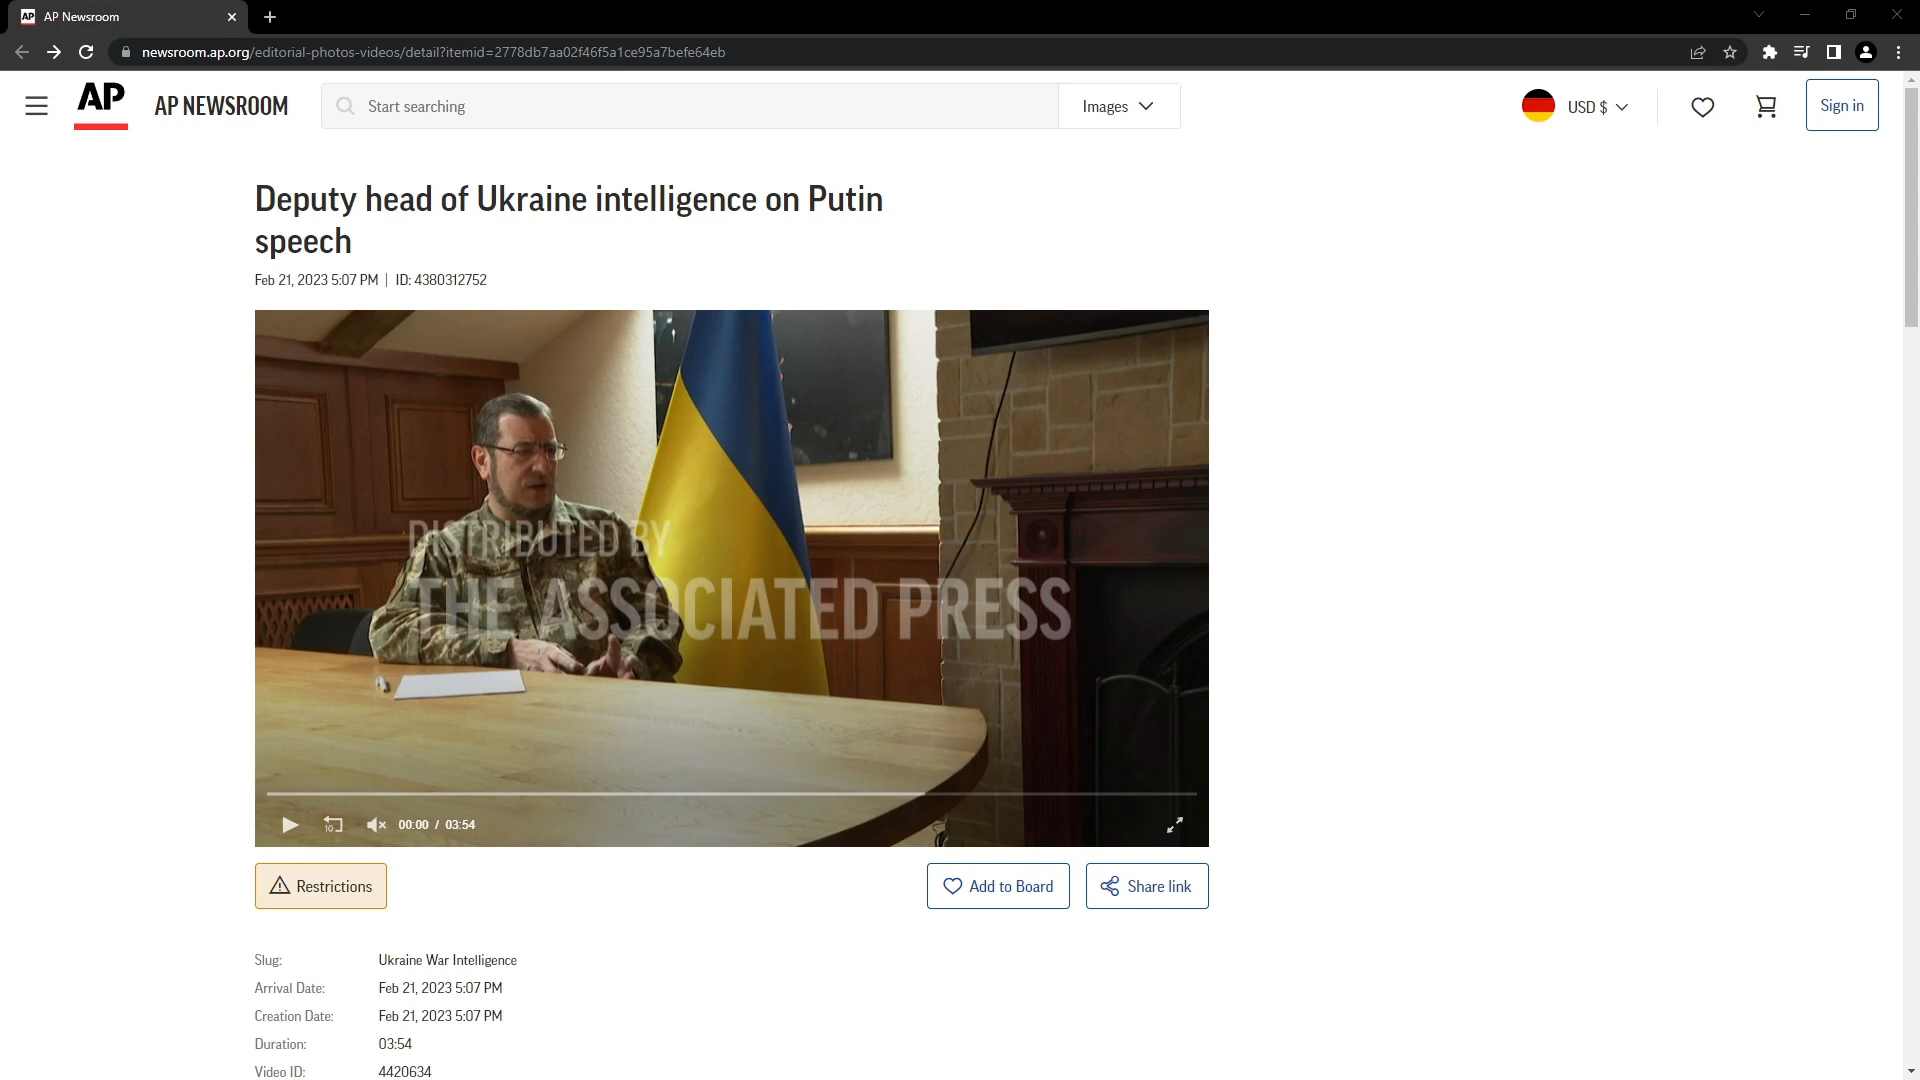 AP Newsroom
newsroom.ap.org/editorial-photos-videos/detail?itemid=2778db7aa02f46f5a1ce95a7befe64eb
AP
AP NEWSROOM
Start searching
Images
USD $
Sign in
Deputy head of Ukraine intelligence on Putin
speech
Feb 21, 2023 5:07 PM | ID: 4380312752
DISTRIBUTED BY
THE ASSOCIATED PRESS
10
00:00 / 03:54
Restrictions
Add to Board
Share link
Slug: Ukraine War Intelligence
Arrival Date: Feb 21, 2023 5:07 PM
Creation Date: Feb 21, 2023 5:07 PM
Duration: 03:54
Video ID: 4420634